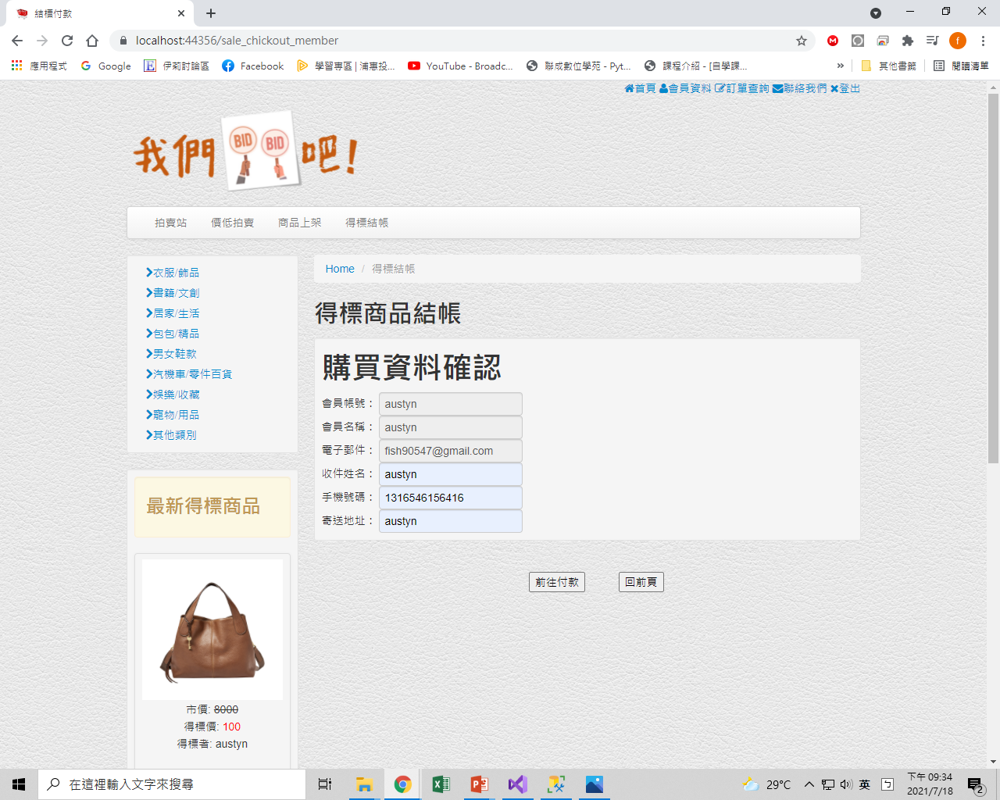 結標付款
localhost:44356/sale_chickout_member
f
應用程式 Google 伊莉討論區 Facebook 學習專區 | 浦惠投... YouTube - Broadc... 聯成數位學苑 - Pyt... 課程介紹 - [自學課... » 其他書籤 閱讀清單
首頁 會員資料 訂單查詢 聯絡我們 登出
我們 BID BID 吧!
拍賣站 價低拍賣 商品上架 得標結帳
衣服/飾品
書籍/文創
居家/生活
包包/精品
男女鞋款
汽機車/零件百貨
娛樂/收藏
寵物/用品
其他類別
最新得標商品
市價: 8000
得標價: 100
得標者: austyn
Home / 得標結帳
得標商品結帳
購買資料確認
會員帳號： austyn
會員名稱： austyn
電子郵件： fish90547@gmail.com
收件姓名： austyn
手機號碼： 1316546156416
寄送地址： austyn
前往付款 回前頁
在這裡輸入文字來搜尋
29°C 英 ㄅ 下午 09:34
2021/7/18
2